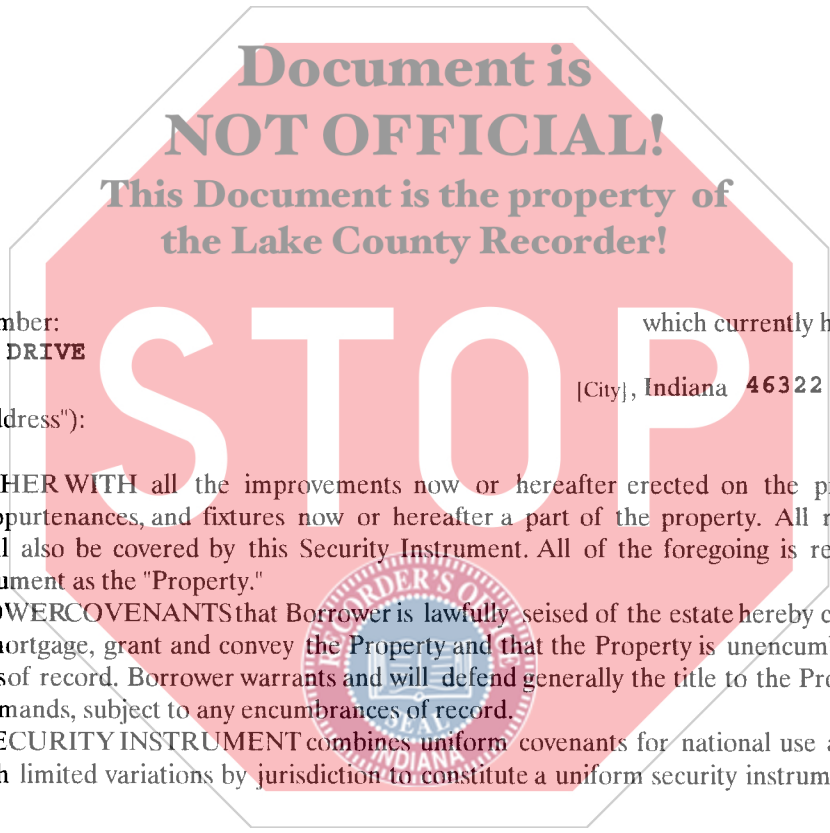 Document is
NOT OFFICIAL!
This Document is the property of
the Lake County Recorder!
STOP
mber: which currently h
DRIVE
[City], Indiana 46322
ldress"):
HER WITH all the improvements now or hereafter erected on the p
ppurtenances, and fixtures now or hereafter a part of the property. All r
l also be covered by this Security Instrument. All of the foregoing is re
ument as the "Property."
OWER COVENANTS that Borrower is lawfully seised of the estate hereby c
ortgage, grant and convey the Property and that the Property is unencum
s of record. Borrower warrants and will defend generally the title to the Pro
mands, subject to any encumbrances of record.
ECURITY INSTRUMENT combines uniform covenants for national use a
h limited variations by jurisdiction to constitute a uniform security instrum
RECORDER'S OFFICE
SEAL
INDIANA